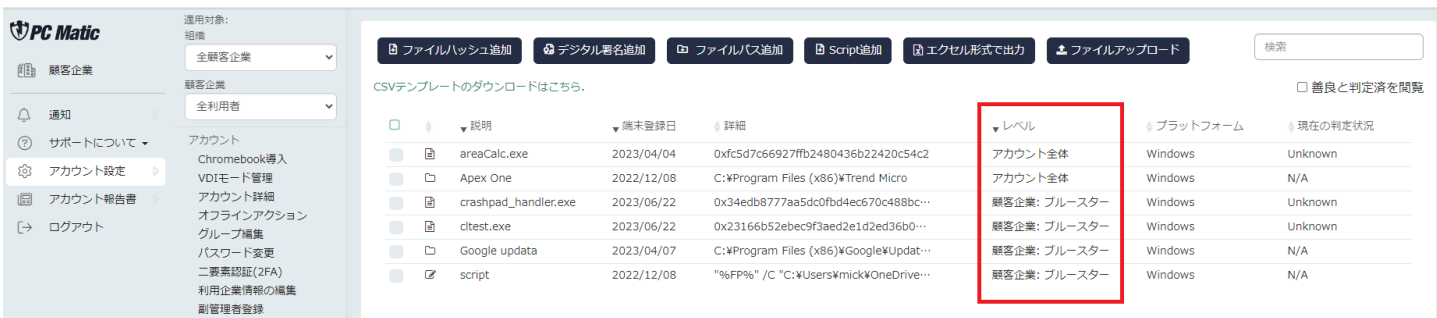 PC Matic
顧客企業
通知
サポートについて
アカウント設定
アカウント報告書
ログアウト
適用対象:
組織
全顧客企業
顧客企業
全利用者
アカウント
Chromebook導入
VDIモード管理
アカウント詳細
オフラインアクション
グループ編集
パスワード変更
二要素認証(2FA)
利用企業情報の編集
副管理者登録
ファイルハッシュ追加 デジタル署名追加 ファイルパス追加 Script追加 エクセル形式で出力 ファイルアップロード 検索
CSVテンプレートのダウンロードはこちら. 善良と判定済を閲覧
説明 端末登録日 詳細 レベル プラットフォーム 現在の判定状況
areaCalc.exe 2023/04/04 0xfc5d7c66927ffb2480436b22420c54c2 アカウント全体 Windows Unknown
Apex One 2022/12/08 C:¥Program Files (x86)¥Trend Micro アカウント全体 Windows N/A
crashpad_handler.exe 2023/06/22 0x34edb8777aa5dc0fbd4ec670c488bc… 顧客企業: ブルースター Windows Unknown
cltest.exe 2023/06/22 0x23166b52ebec9f3aed2e1d2ed36b0… 顧客企業: ブルースター Windows Unknown
Google updata 2023/04/07 C:¥Program Files (x86)¥Google¥Updat… 顧客企業: ブルースター Windows N/A
script 2022/12/08 "%FP%" /C "C:¥Users¥mick¥OneDrive… 顧客企業: ブルースター Windows N/A